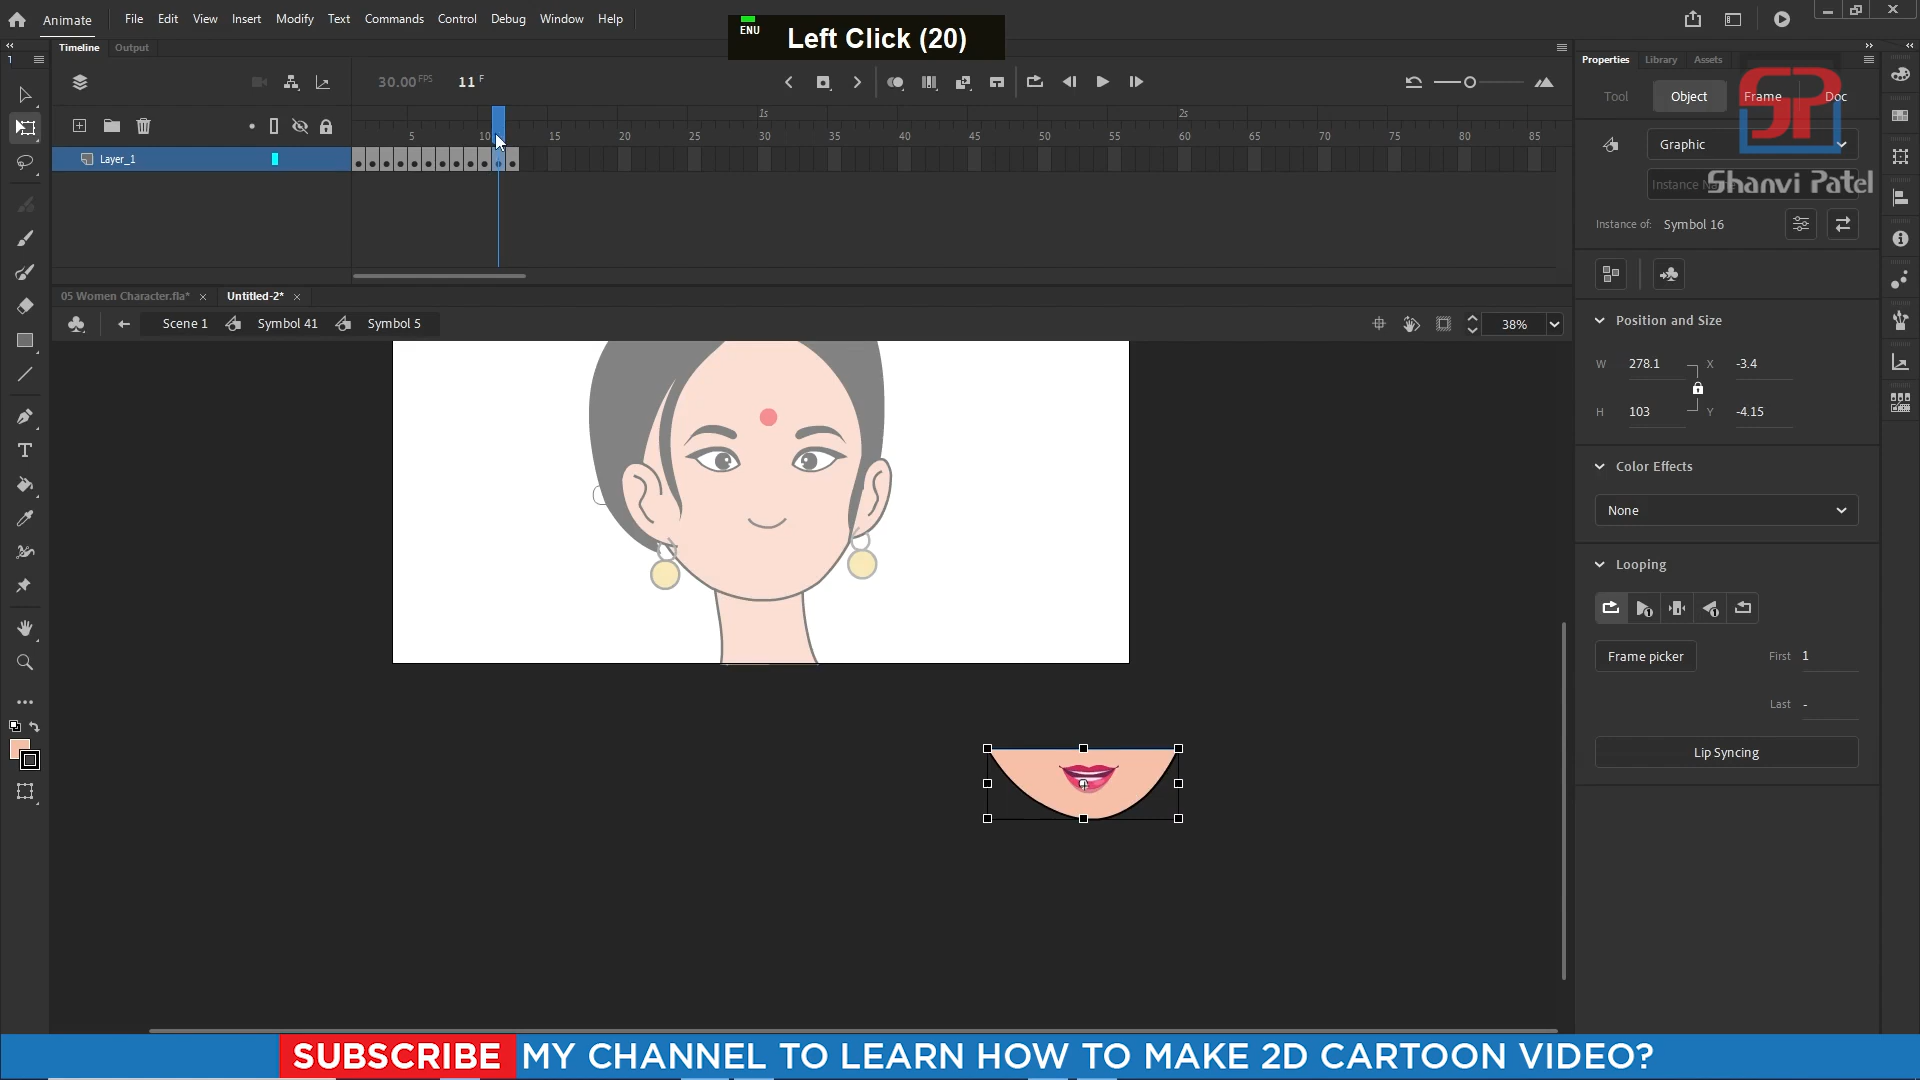 Animate File Edit View Insert Modify Text Commands Control Debug Window Help
ENU Left Click (20)
Timeline Output
Properties Library Assets
30.00 FPS 11 F
Tool Object Frame Doc
SP
1s 2s
5 10 15 20 25 30 35 40 45 50 55 60 65 70 75 80 85
Layer_1
Graphic
Instance Name
Shanvi Patel
Instance of: Symbol 16
05 Women Character.fla* × Untitled-2* ×
Scene 1 Symbol 41 Symbol 5 38%
Position and Size
W 278.1 X -3.4
H 103 Y -4.15
Color Effects
None
Looping
Frame picker First 1
Last -
Lip Syncing
SUBSCRIBE MY CHANNEL TO LEARN HOW TO MAKE 2D CARTOON VIDEO?